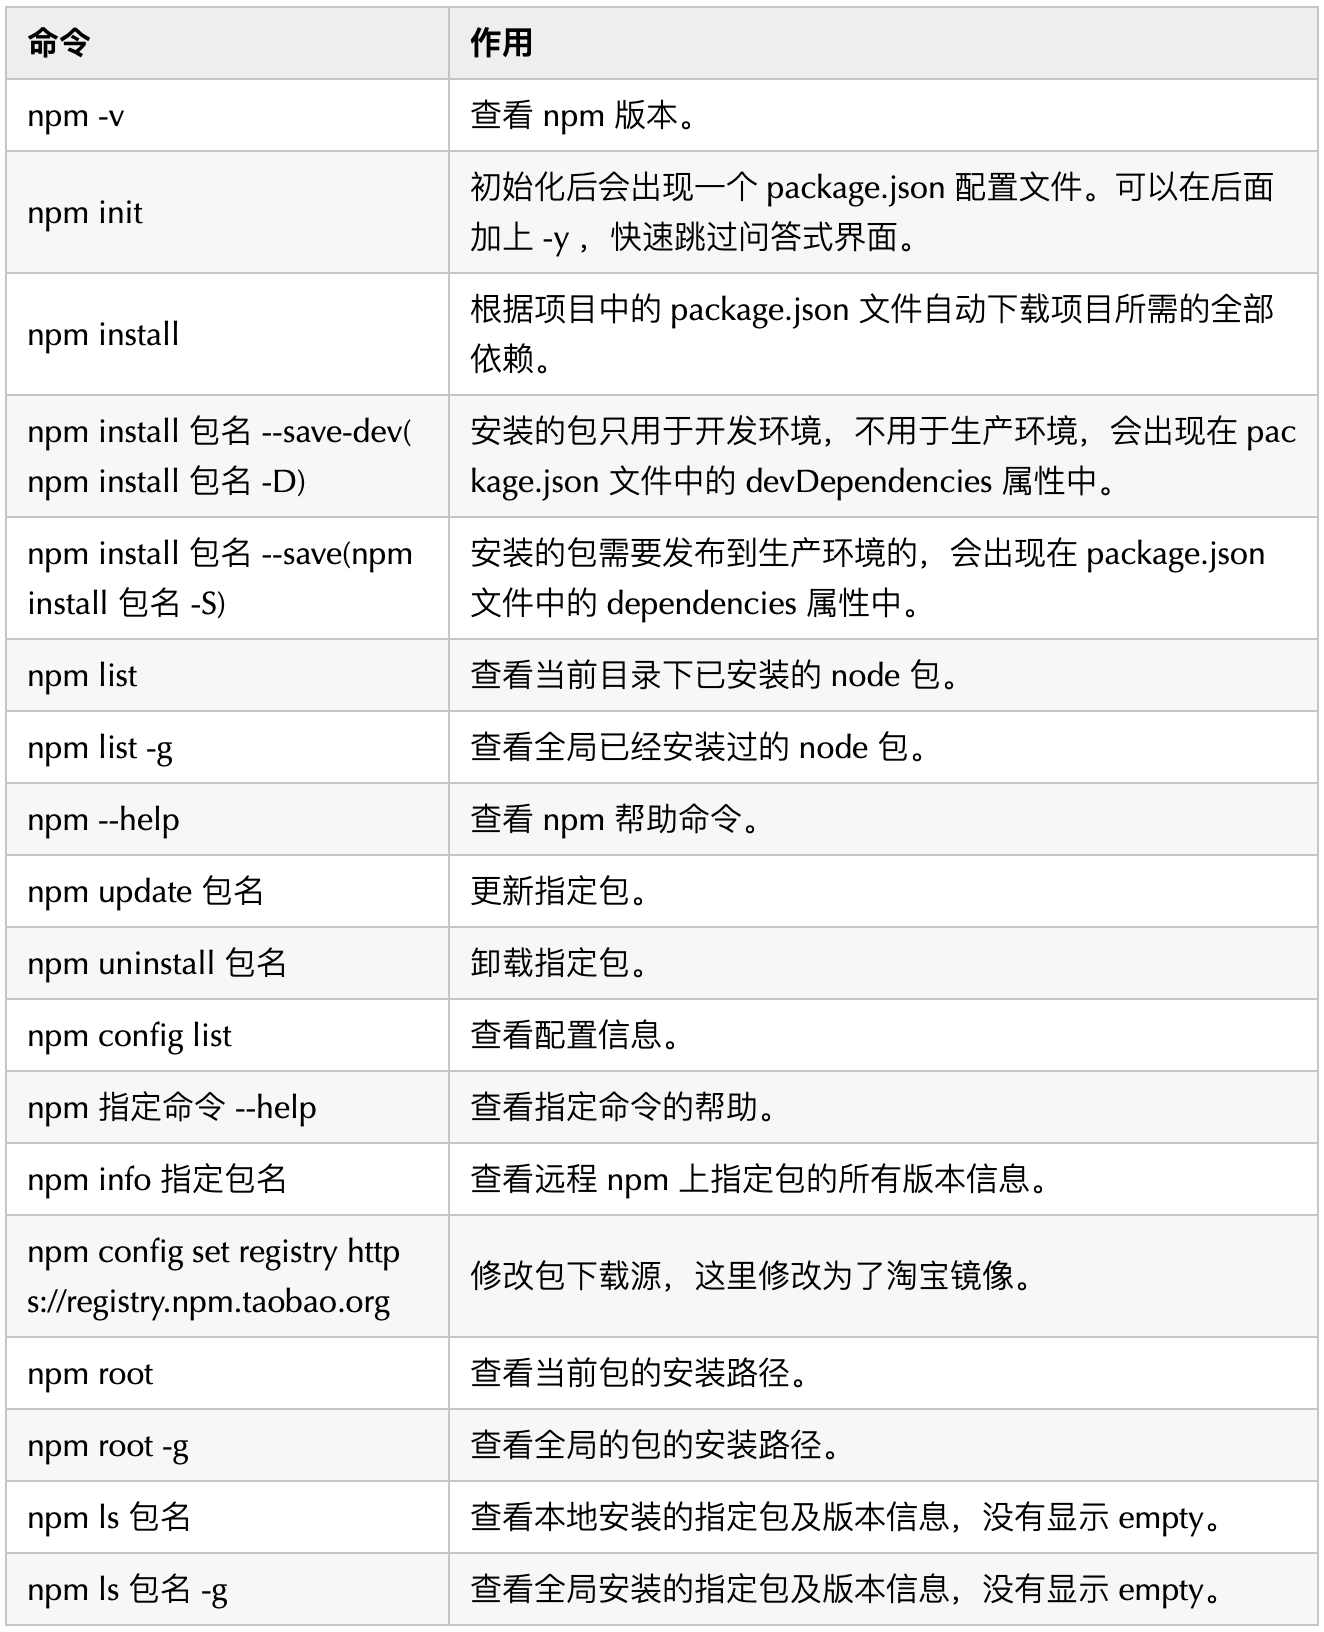 命令
作用
npm -v
查看 npm 版本。
npm init
初始化后会出现一个 package.json 配置文件。可以在后面
加上 -y ，快速跳过问答式界面。
npm install
根据项目中的 package.json 文件自动下载项目所需的全部
依赖。
npm install 包名 --save-dev(
npm install 包名 -D)
安装的包只用于开发环境，不用于生产环境，会出现在 pac
kage.json 文件中的 devDependencies 属性中。
npm install 包名 --save(npm
install 包名 -S)
安装的包需要发布到生产环境的，会出现在 package.json
文件中的 dependencies 属性中。
npm list
查看当前目录下已安装的 node 包。
npm list -g
查看全局已经安装过的 node 包。
npm --help
查看 npm 帮助命令。
npm update 包名
更新指定包。
npm uninstall 包名
卸载指定包。
npm config list
查看配置信息。
npm 指定命令 --help
查看指定命令的帮助。
npm info 指定包名
查看远程 npm 上指定包的所有版本信息。
npm config set registry http
s://registry.npm.taobao.org
修改包下载源，这里修改为了淘宝镜像。
npm root
查看当前包的安装路径。
npm root -g
查看全局的包的安装路径。
npm ls 包名
查看本地安装的指定包及版本信息，没有显示 empty。
npm ls 包名 -g
查看全局安装的指定包及版本信息，没有显示 empty。